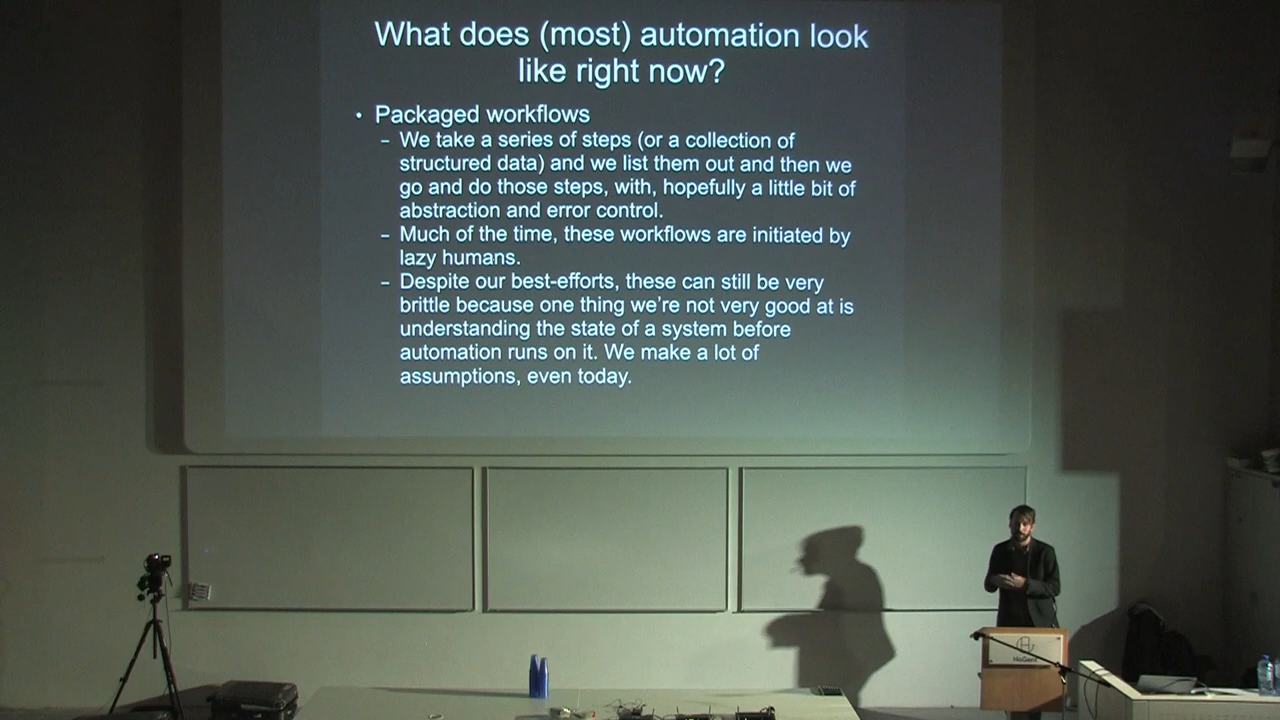 What does (most) automation look
like right now?
• Packaged workflows
– We take a series of steps (or a collection of
structured data) and we list them out and then we
go and do those steps, with, hopefully a little bit of
abstraction and error control.
– Much of the time, these workflows are initiated by
lazy humans.
– Despite our best-efforts, these can still be very
brittle because one thing we're not very good at is
understanding the state of a system before
automation runs on it. We make a lot of
assumptions, even today.
HoGent